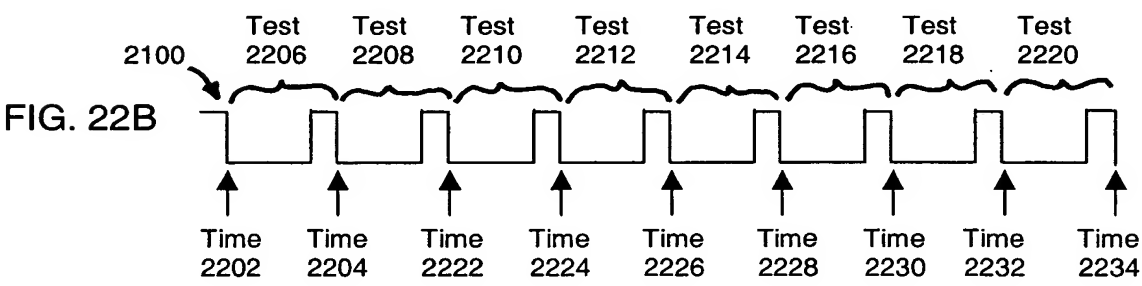 Test Test Test Test Test Test Test Test
2206 2208 2210 2212 2214 2216 2218 2220
2100
FIG. 22B
Time Time Time Time Time Time Time Time Time
2202 2204 2222 2224 2226 2228 2230 2232 2234